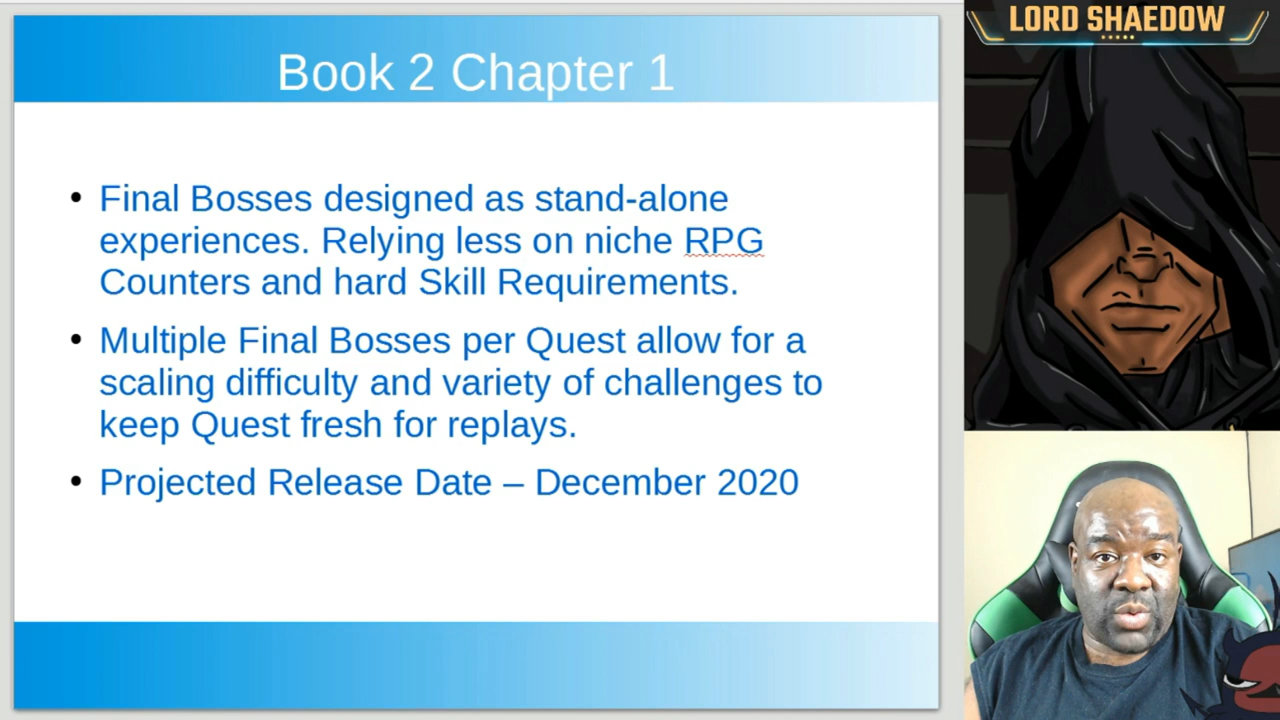 Book 2 Chapter 1
Final Bosses designed as stand-alone
experiences. Relying less on niche RPG
Counters and hard Skill Requirements.
Multiple Final Bosses per Quest allow for a
scaling difficulty and variety of challenges to
keep Quest fresh for replays.
Projected Release Date – December 2020
LORD SHAEDOW